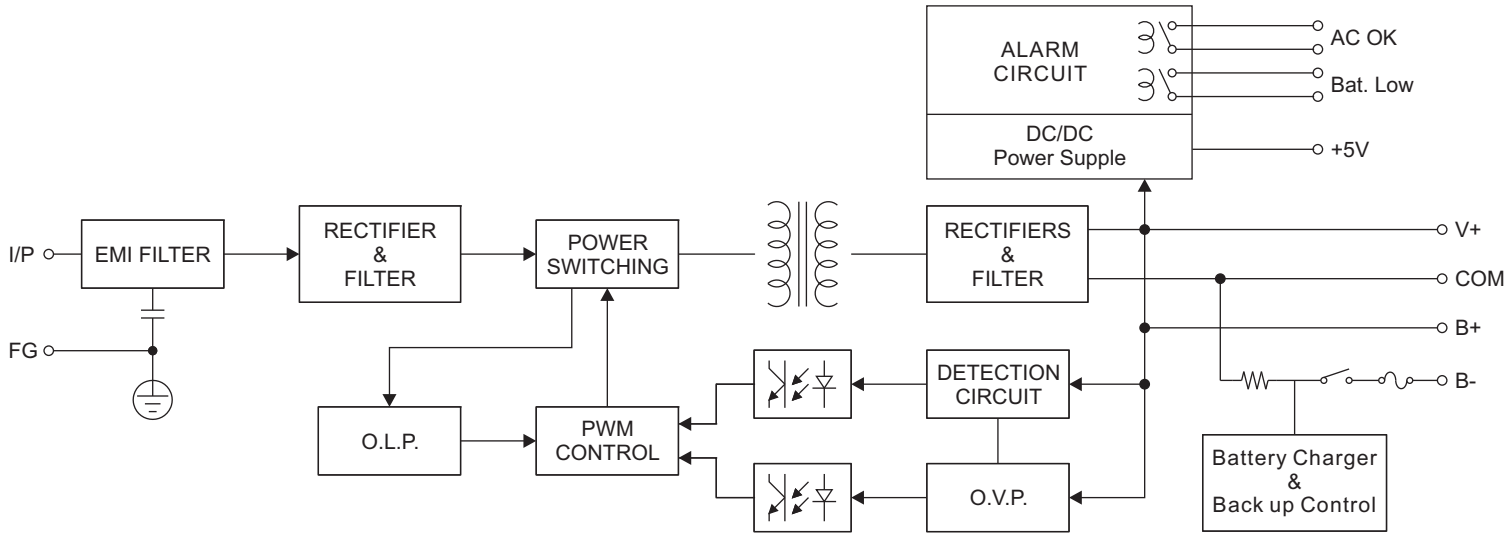 ALARM
CIRCUIT
AC OK
Bat. Low
DC/DC
Power Supple
+5V
I/P
EMI FILTER
RECTIFIER
&
FILTER
POWER
SWITCHING
RECTIFIERS
&
FILTER
V+
COM
B+
B-
FG
O.L.P.
PWM
CONTROL
DETECTION
CIRCUIT
O.V.P.
Battery Charger
&
Back up Control